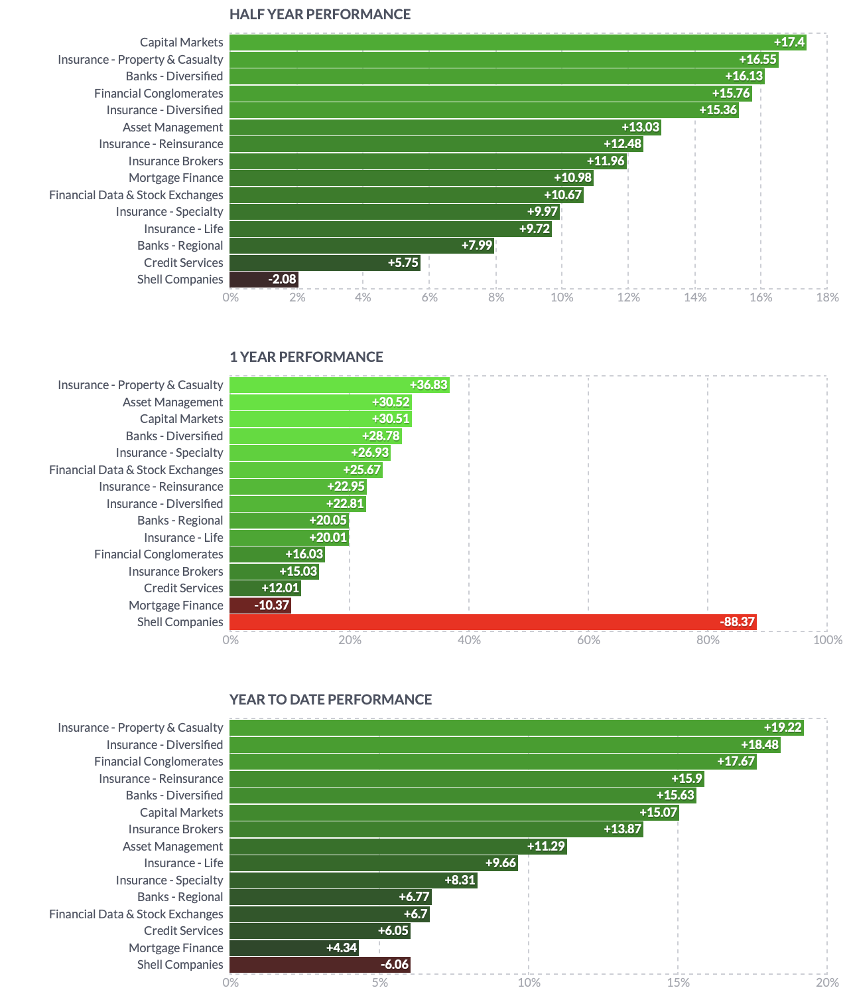 HALF YEAR PERFORMANCE
Capital Markets +17.4
Insurance - Property & Casualty +16.55
Banks - Diversified +16.13
Financial Conglomerates +15.76
Insurance - Diversified +15.36
Asset Management +13.03
Insurance - Reinsurance +12.48
Insurance Brokers +11.96
Mortgage Finance +10.98
Financial Data & Stock Exchanges +10.67
Insurance - Specialty +9.97
Insurance - Life +9.72
Banks - Regional +7.99
Credit Services +5.75
Shell Companies -2.08
0% 2% 4% 6% 8% 10% 12% 14% 16% 18%
1 YEAR PERFORMANCE
Insurance - Property & Casualty +36.83
Asset Management +30.52
Capital Markets +30.51
Banks - Diversified +28.78
Insurance - Specialty +26.93
Financial Data & Stock Exchanges +25.67
Insurance - Reinsurance +22.95
Insurance - Diversified +22.81
Banks - Regional +20.05
Insurance - Life +20.01
Financial Conglomerates +16.03
Insurance Brokers +15.03
Credit Services +12.01
Mortgage Finance -10.37
Shell Companies -88.37
0% 20% 40% 60% 80% 100%
YEAR TO DATE PERFORMANCE
Insurance - Property & Casualty +19.22
Insurance - Diversified +18.48
Financial Conglomerates +17.67
Insurance - Reinsurance +15.9
Banks - Diversified +15.63
Capital Markets +15.07
Insurance Brokers +13.87
Asset Management +11.29
Insurance - Life +9.66
Insurance - Specialty +8.31
Banks - Regional +6.77
Financial Data & Stock Exchanges +6.7
Credit Services +6.05
Mortgage Finance +4.34
Shell Companies -6.06
0% 5% 10% 15% 20%